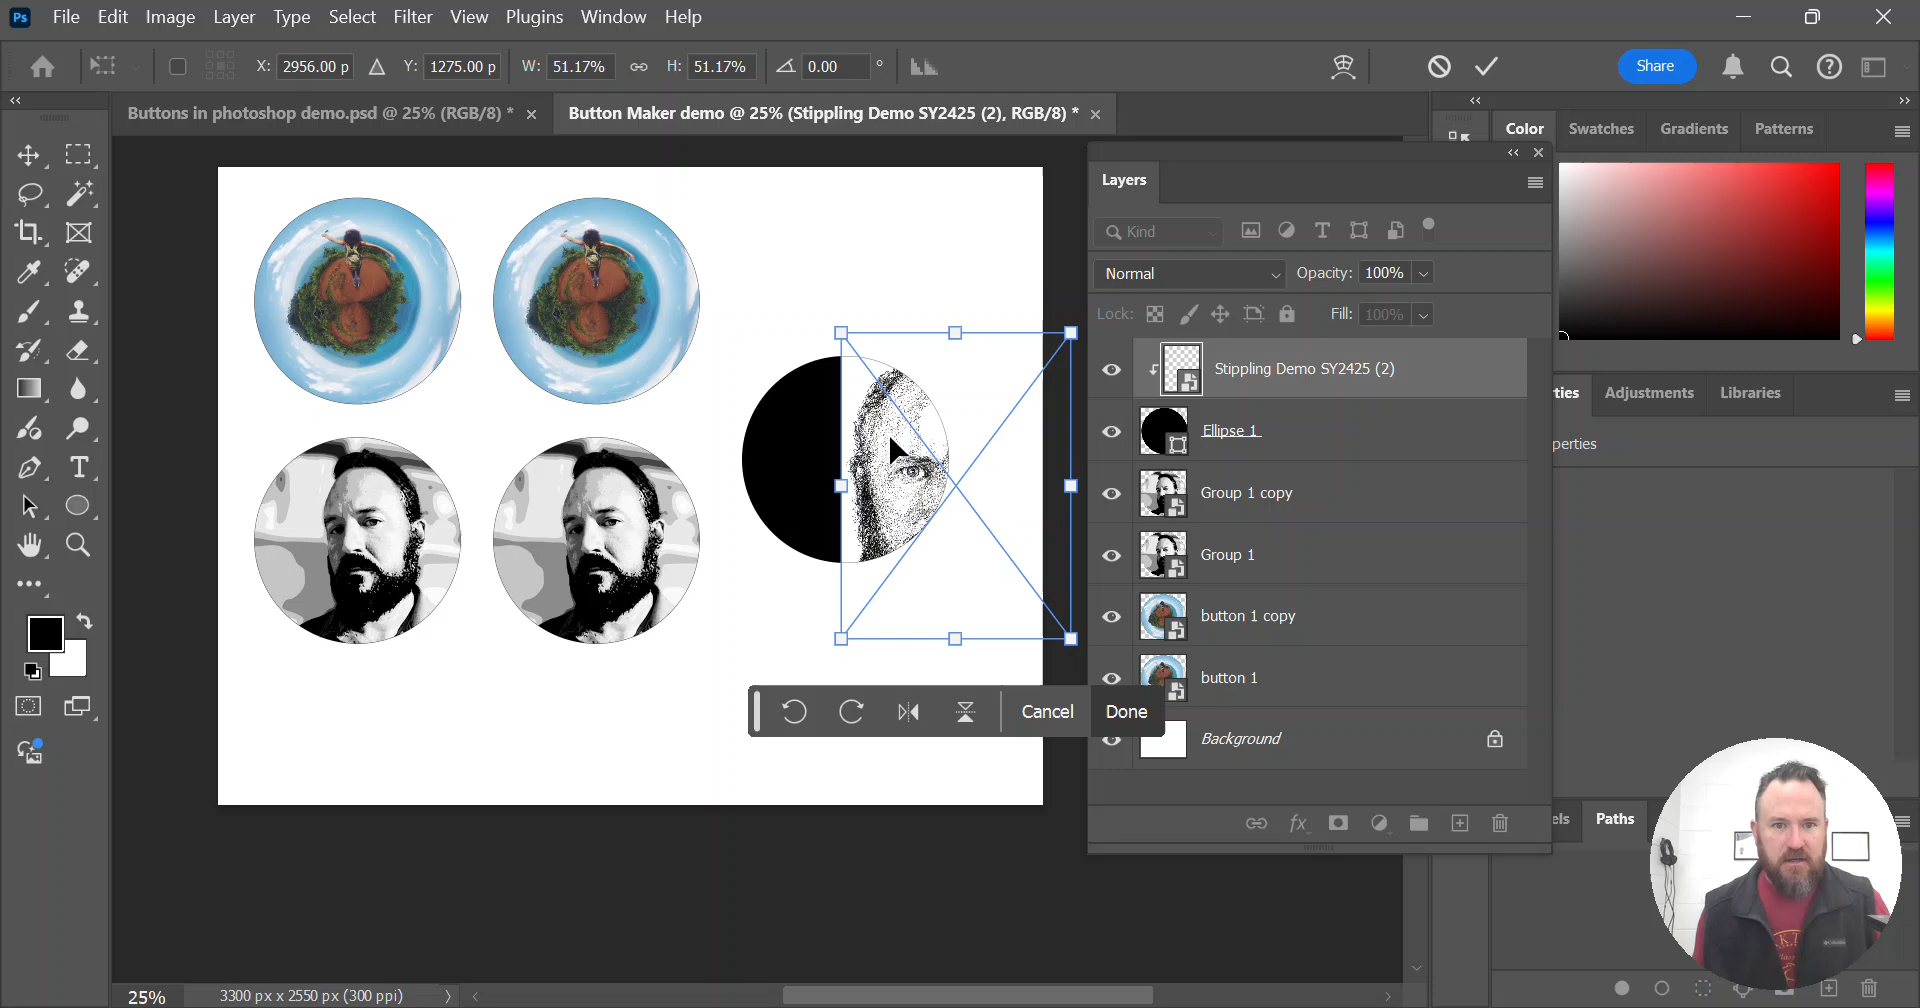 Ps File Edit Image Layer Type Select Filter View Plugins Window Help
X: 2956.00 p Y: 1275.00 p W: 51.17% H: 51.17% 0.00 ° Share
Buttons in photoshop demo.psd @ 25% (RGB/8) * Button Maker demo @ 25% (Stippling Demo SY2425 (2), RGB/8) *
Color Swatches Gradients Patterns
Layers
Kind
Normal Opacity: 100%
Lock: Fill: 100%
Stippling Demo SY2425 (2)
ties Adjustments Libraries
Ellipse 1
perties
Group 1 copy
Group 1
button 1 copy
button 1
Cancel Done
Background
fx
els Paths
25% 3300 px x 2550 px (300 ppi)